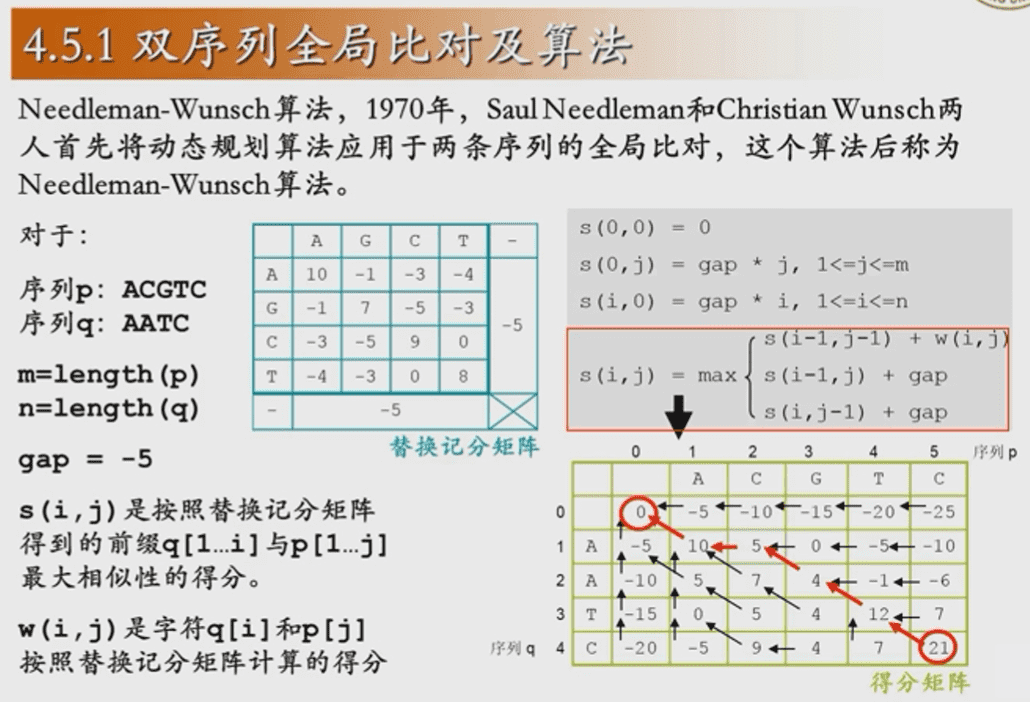 4.5.1 双序列全局比对及算法
Needleman-Wunsch算法，1970年，Saul Needleman和Christian Wunsch两
人首先将动态规划算法应用于两条序列的全局比对，这个算法后称为
Needleman-Wunsch算法。
对于：
序列p: ACGTC
序列q: AATC
m=length(p)
n=length(q)
gap = -5
s(i,j)是按照替换记分矩阵
得到的前缀q[1…i]与p[1…j]
最大相似性的得分。
w(i,j)是字符q[i]和p[j]
按照替换记分矩阵计算的得分
A G C T -
A 10 -1 -3 -4
G -1 7 -5 -3
-5
C -3 -5 9 0
T -4 -3 0 8
- -5
替换记分矩阵
s(0,0) = 0
s(0,j) = gap * j, 1<=j<=m
s(i,0) = gap * i, 1<=i<=n
s(i-1,j-1) + w(i,j)
s(i,j) = max s(i-1,j) + gap
s(i,j-1) + gap
0 1 2 3 4 5 序列p
A C G T C
0 0 -5 -10 -15 -20 -25
1 A -5 10 5 0 -5 -10
2 A -10 5 7 4 -1 -6
3 T -15 0 5 4 12 7
序列q 4 C -20 -5 9 4 7 21
得分矩阵